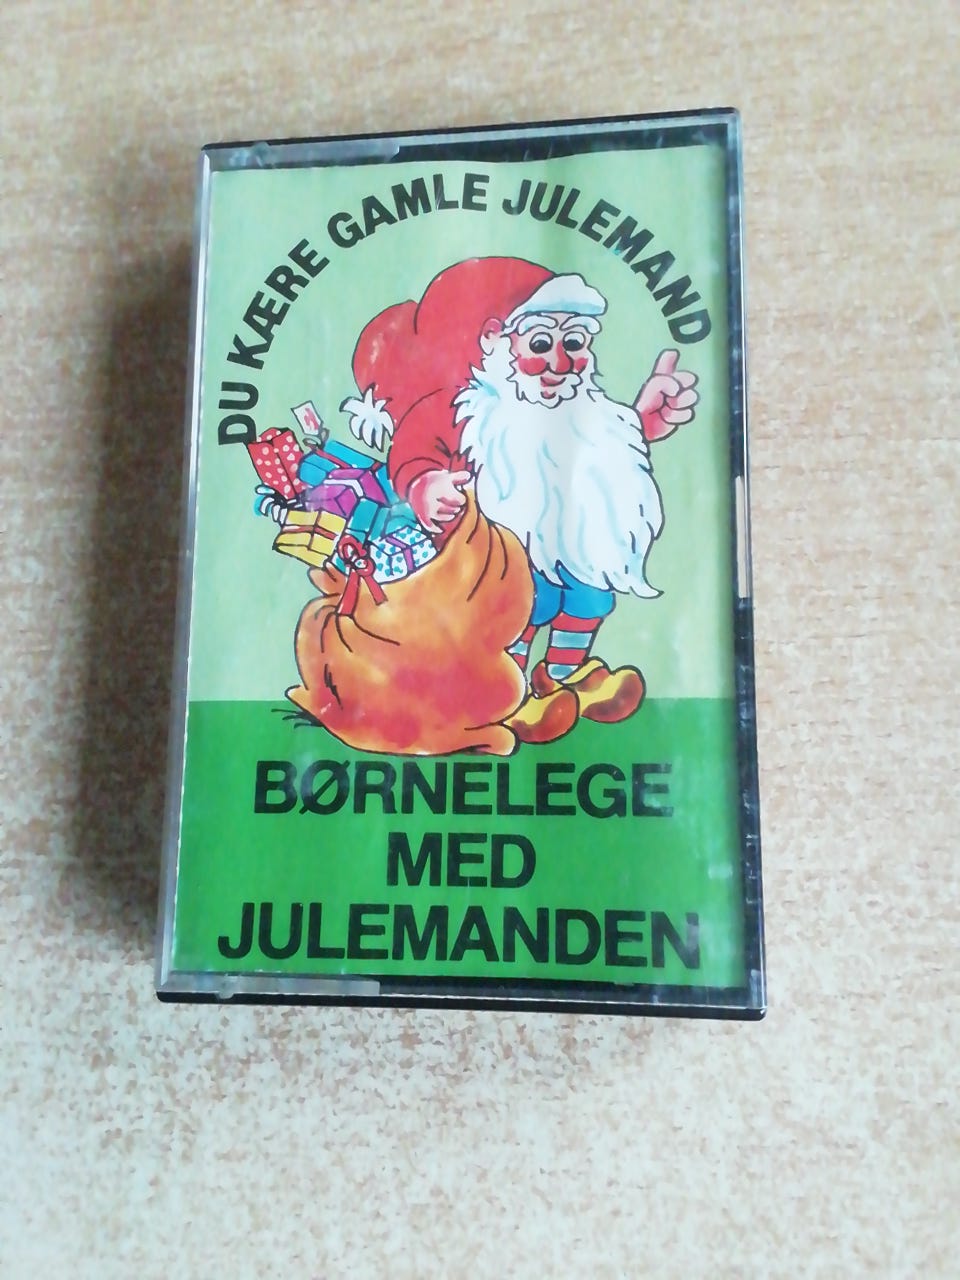 DU KÆRE GAMLE JULEMAND
BØRNELEGE
MED
JULEMANDEN